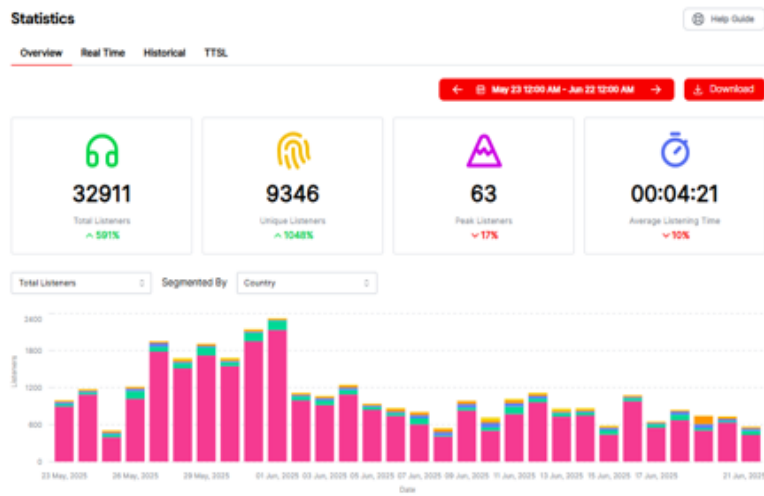 Statistics
Help Guide
Overview Real Time Historical TTSL
May 23 12:00 AM - Jun 22 12:00 AM
Download
32911
Total Listeners
591%
9346
Unique Listeners
1048%
63
Peak Listeners
17%
00:04:21
Average Listening Time
10%
Total Listeners Segmented By Country
2400
1800
1200
600
0
Listeners
23 May, 2025 26 May, 2025 29 May, 2025 01 Jun, 2025 03 Jun, 2025 05 Jun, 2025 07 Jun, 2025 09 Jun, 2025 11 Jun, 2025 13 Jun, 2025 15 Jun, 2025 17 Jun, 2025 21 Jun, 2025
Date